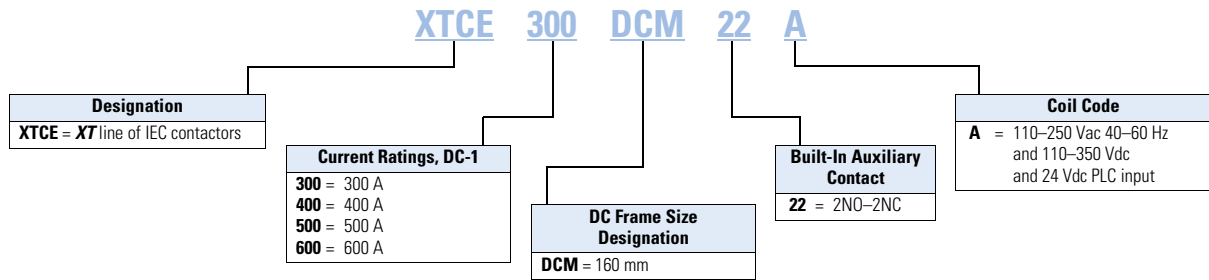 XTCE 300 DCM 22 A
Designation
XTCE = XT line of IEC contactors
Current Ratings, DC-1
300 = 300 A
400 = 400 A
500 = 500 A
600 = 600 A
DC Frame Size
Designation
DCM = 160 mm
Built-In Auxiliary
Contact
22 = 2NO–2NC
Coil Code
A = 110–250 Vac 40–60 Hz
and 110–350 Vdc
and 24 Vdc PLC input